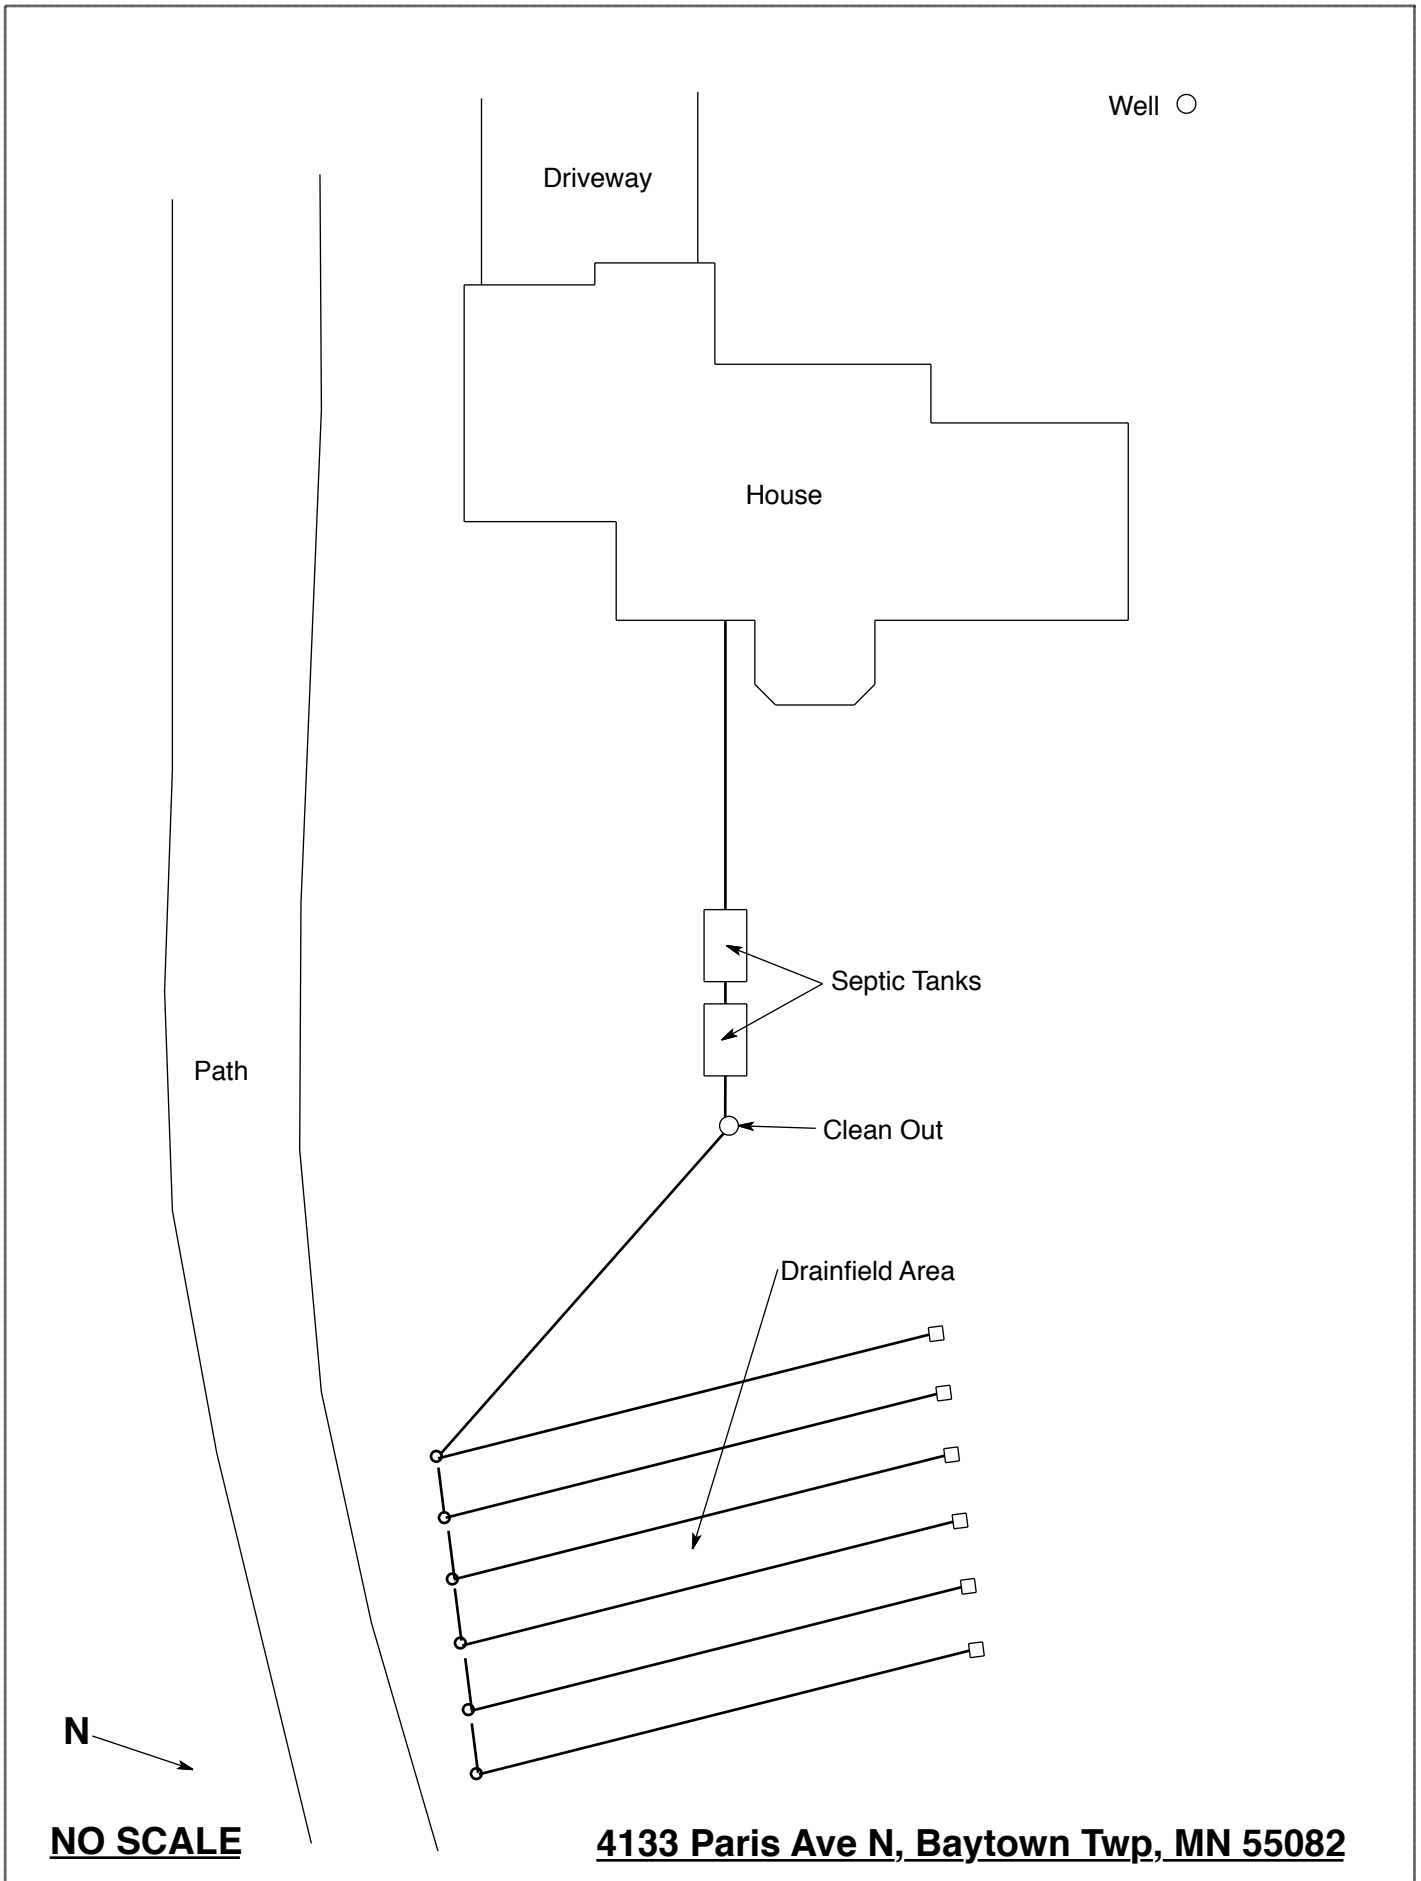 Well
Driveway
House
Septic Tanks
Path
Clean Out
Drainfield Area
N
NO SCALE
4133 Paris Ave N, Baytown Twp, MN 55082